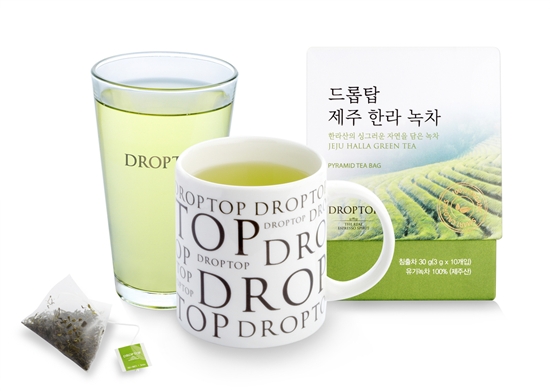 DROPTOP
드롭탑
제주 한라 녹차
한라산의 싱그러운 자연을 담은 녹차
JEJU HALLA GREEN TEA
PYRAMID TEA BAG
DROPTOP
침출차 30 g(3 g x 10개입)
유기녹차 100% (제주산)
DROPTOP DROPTOP
TOP DRO
DROPTOP
DROP
TOP DROPTOP
DROPTOP